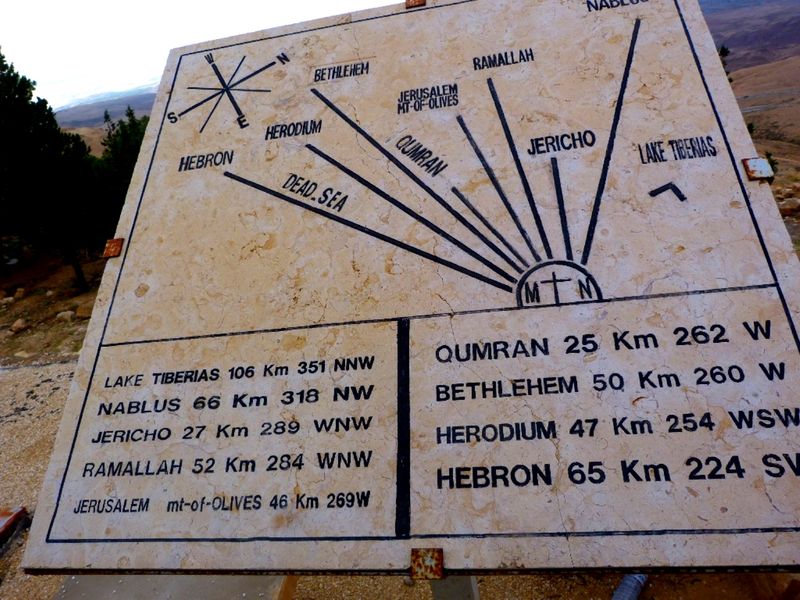 NABLUS
W N
S E
BETHLEHEM
RAMALLAH
JERUSALEM
MT-OF-OLIVES
HERODIUM
QUMRAN
JERICHO
LAKE TIBERIAS
HEBRON
DEAD_SEA
M N
LAKE TIBERIAS 106 Km 351 NNW
NABLUS 66 Km 318 NW
JERICHO 27 Km 289 WNW
RAMALLAH 52 Km 284 WNW
JERUSALEM mt-of-OLIVES 46 Km 269W
QUMRAN 25 Km 262 W
BETHLEHEM 50 Km 260 W
HERODIUM 47 Km 254 WSW
HEBRON 65 Km 224 SW